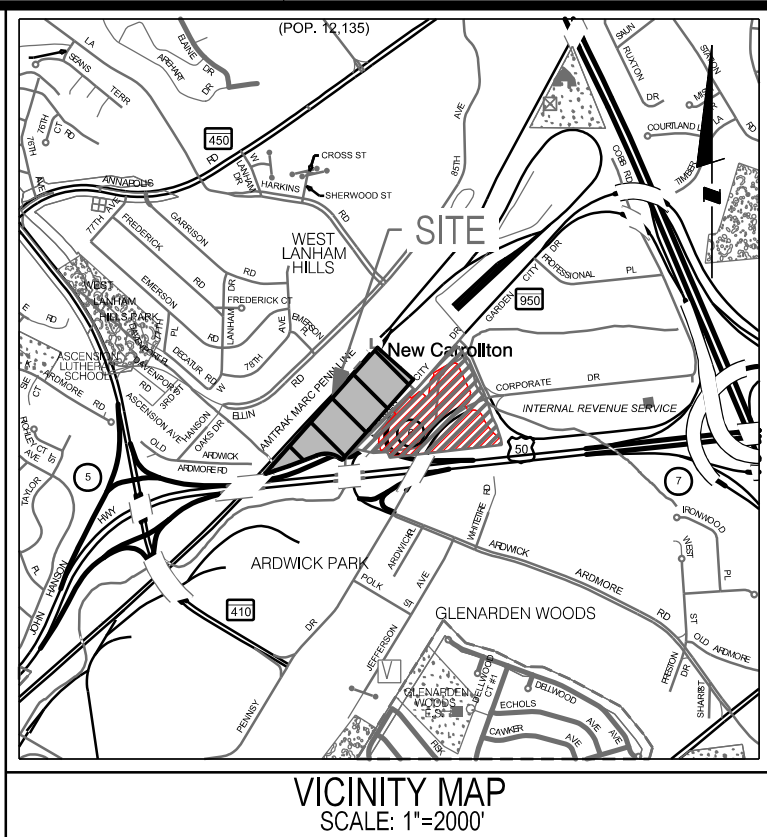 (POP. 12,135)
LA
SEANS
TERR
ELAINE DR
APEHART DR
76TH CT
76TH AVE
RD
450
RD
W LANHAM DR
CROSS ST
HARKINS RD
SHERWOOD ST
85TH AVE
RUXTON DR
COURTLAND LA
TIMBER LA
COBB RD
ANNAPOLIS
77TH AVE
FREDERICK RD
GARRISON RD
EMERSON RD
DECATUR RD
LANHAM DR
FREDERICK CT
78TH AVE
EMERSON PL
WEST
LANHAM
HILLS
SITE
WEST
LANHAM
HILLS PARK
77TH PL
DAVENPORT
ASCENSION
LUTHERAN
SCHOOL
ARDMORE RD
ASCENSION AVE
3RD ST
HANSON OAKS DR
ELLIN RD
OLD ARDWICK
ARDMORE RD
AMTRAK MARC PENN LINE
New Carrollton
GARDEN CITY DR
PROFESSIONAL PL
950
CORPORATE DR
INTERNAL REVENUE SERVICE
50
5
7
TAYLOR
PL
JOHN HANSON HWY
410
ARDWICK PARK
ARDWICK
POLK ST
JEFFERSON AVE
WHITETIRE RD
ARDWICK ARDMORE RD
IRONWOOD PL
WEST ST
OLD ARDMORE
PRESTON DR
GLENARDEN WOODS
PENNSY DR
GLENARDEN
WOODS
E.S.
DELLWOOD CT #1
DELLWOOD AVE
ECHOLS AVE
CAWKER AVE
FISK
VICINITY MAP
SCALE: 1"=2000'